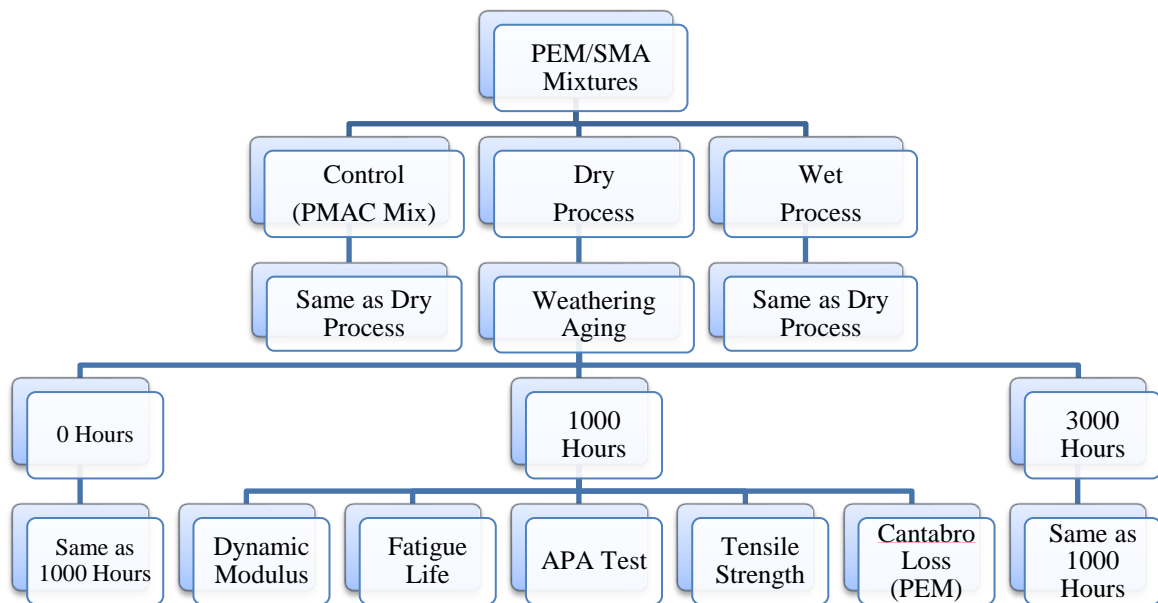 PEM/SMA
Mixtures
Control
(PMAC Mix)
Dry
Process
Wet
Process
Same as Dry
Process
Weathering
Aging
Same as Dry
Process
0 Hours
1000
Hours
3000
Hours
Same as
1000 Hours
Dynamic
Modulus
Fatigue
Life
APA Test
Tensile
Strength
Cantabro
Loss
(PEM)
Same as
1000
Hours